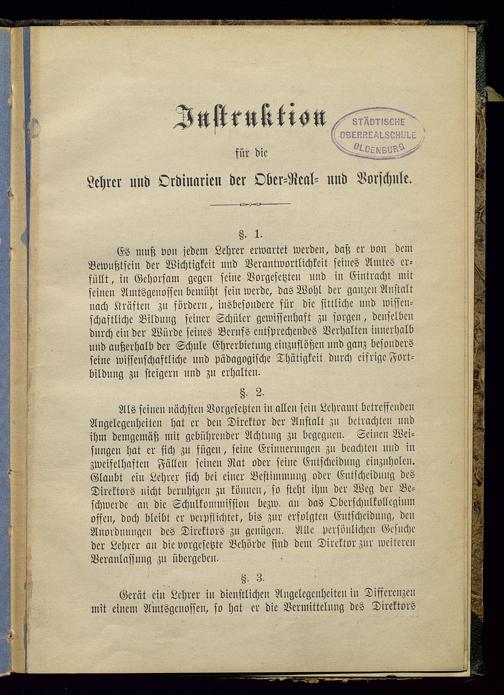 Instruktion
STÄDTISCHE
OBERREALSCHULE
OLDENBURG
für die
Lehrer und Ordinarien der Ober-Real- und Vorschule.
§. 1.
Es muß von jedem Lehrer erwartet werden, daß er von dem
Bewußtsein der Wichtigkeit und Verantwortlichkeit seines Amtes er-
füllt, in Gehorsam gegen seine Vorgesetzten und in Eintracht mit
seinen Amtsgenossen bemüht sein werde, das Wohl der ganzen Anstalt
nach Kräften zu fördern, insbesondere für die sittliche und wissen-
schaftliche Bildung seiner Schüler gewissenhaft zu sorgen, denselben
durch ein der Würde seines Berufs entsprechendes Verhalten innerhalb
und außerhalb der Schule Ehrerbietung einzuflößen und ganz besonders
seine wissenschaftliche und pädagogische Thätigkeit durch eifrige Fort-
bildung zu steigern und zu erhalten.
§. 2.
Als seinen nächsten Vorgesetzten in allen sein Lehramt betreffenden
Angelegenheiten hat er den Direktor der Anstalt zu betrachten und
ihm demgemäß mit gebührender Achtung zu begegnen. Seinen Wei-
sungen hat er sich zu fügen, seine Erinnerungen zu beachten und in
zweifelhaften Fällen seinen Rat oder seine Entscheidung einzuholen.
Glaubt ein Lehrer sich bei einer Bestimmung oder Entscheidung des
Direktors nicht beruhigen zu können, so steht ihm der Weg der Be-
schwerde an die Schulkommission bezw. an das Oberschulkollegium
offen, doch bleibt er verpflichtet, bis zur erfolgten Entscheidung, den
Anordnungen des Direktors zu genügen. Alle persönlichen Gesuche
der Lehrer an die vorgesetzte Behörde sind dem Direktor zur weiteren
Veranlassung zu übergeben.
§. 3.
Gerät ein Lehrer in dienstlichen Angelegenheiten in Differenzen
mit einem Amtsgenossen, so hat er die Vermittelung des Direktors